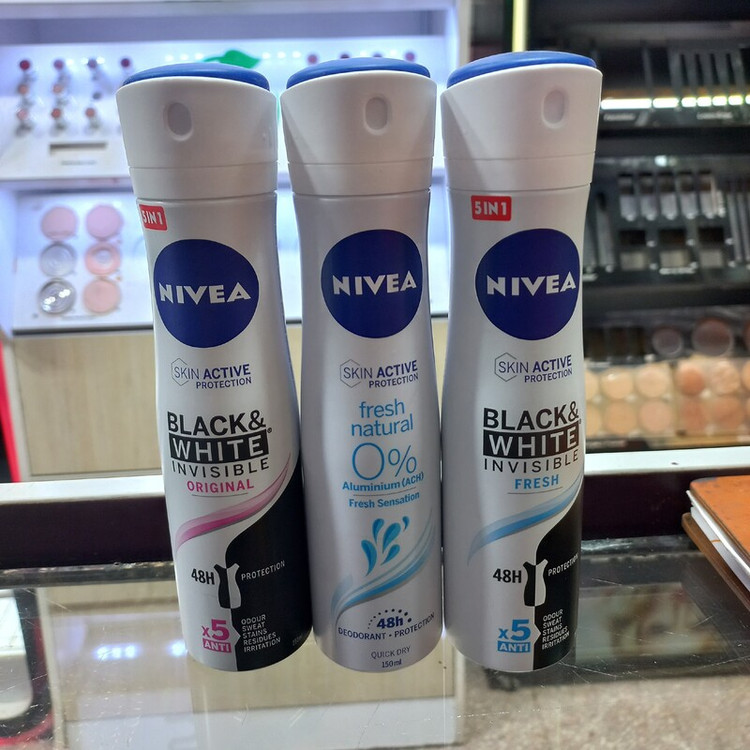 5IN1
NIVEA
SKIN ACTIVE
PROTECTION
BLACK&
WHITE®
INVISIBLE
ORIGINAL
48H
PROTECTION
x5
ANTI
ODOUR
SWEAT
STAINS
RESIDUES
IRRITATION
NIVEA
SKIN ACTIVE
PROTECTION
fresh
natural
0%
Aluminium (ACH)
Fresh Sensation
48h
DEODORANT • PROTECTION
QUICK DRY
150 ml
5IN1
NIVEA
SKIN ACTIVE
PROTECTION
BLACK&
WHITE®
INVISIBLE
FRESH
48H
PROTECTION
x5
ANTI
ODOUR
SWEAT
STAINS
RESIDUES
IRRITATION